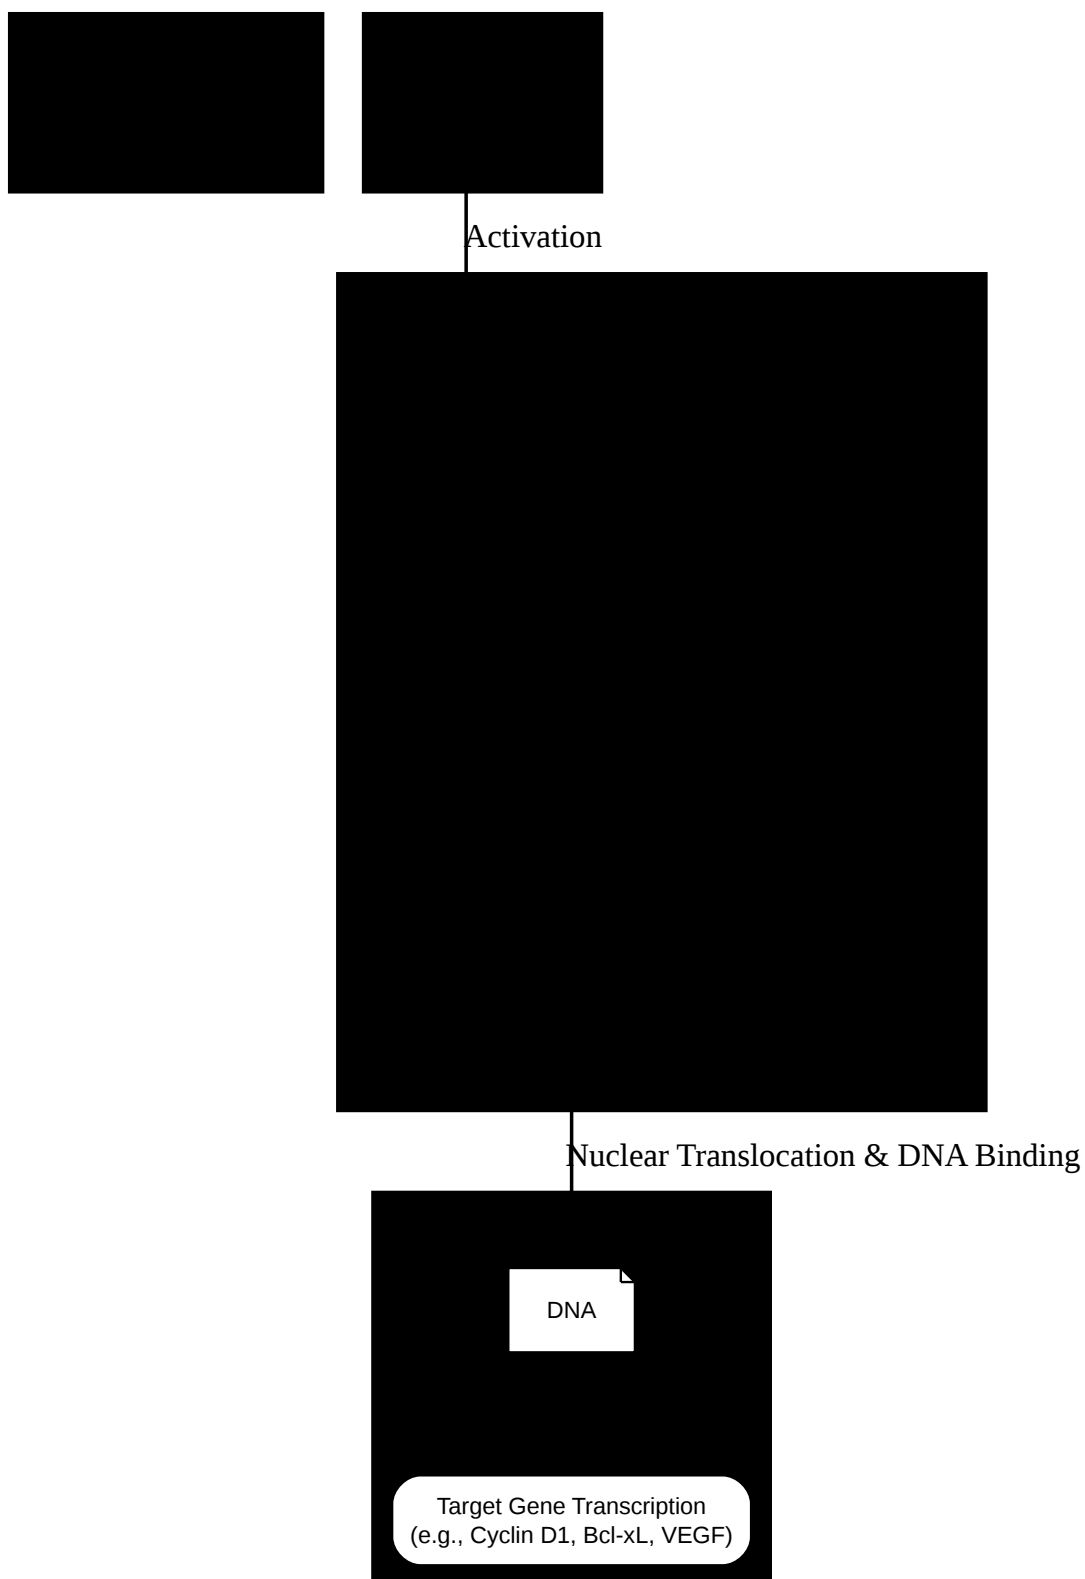 Activation
Nuclear Translocation & DNA Binding
DNA
Target Gene Transcription
(e.g., Cyclin D1, Bcl-xL, VEGF)